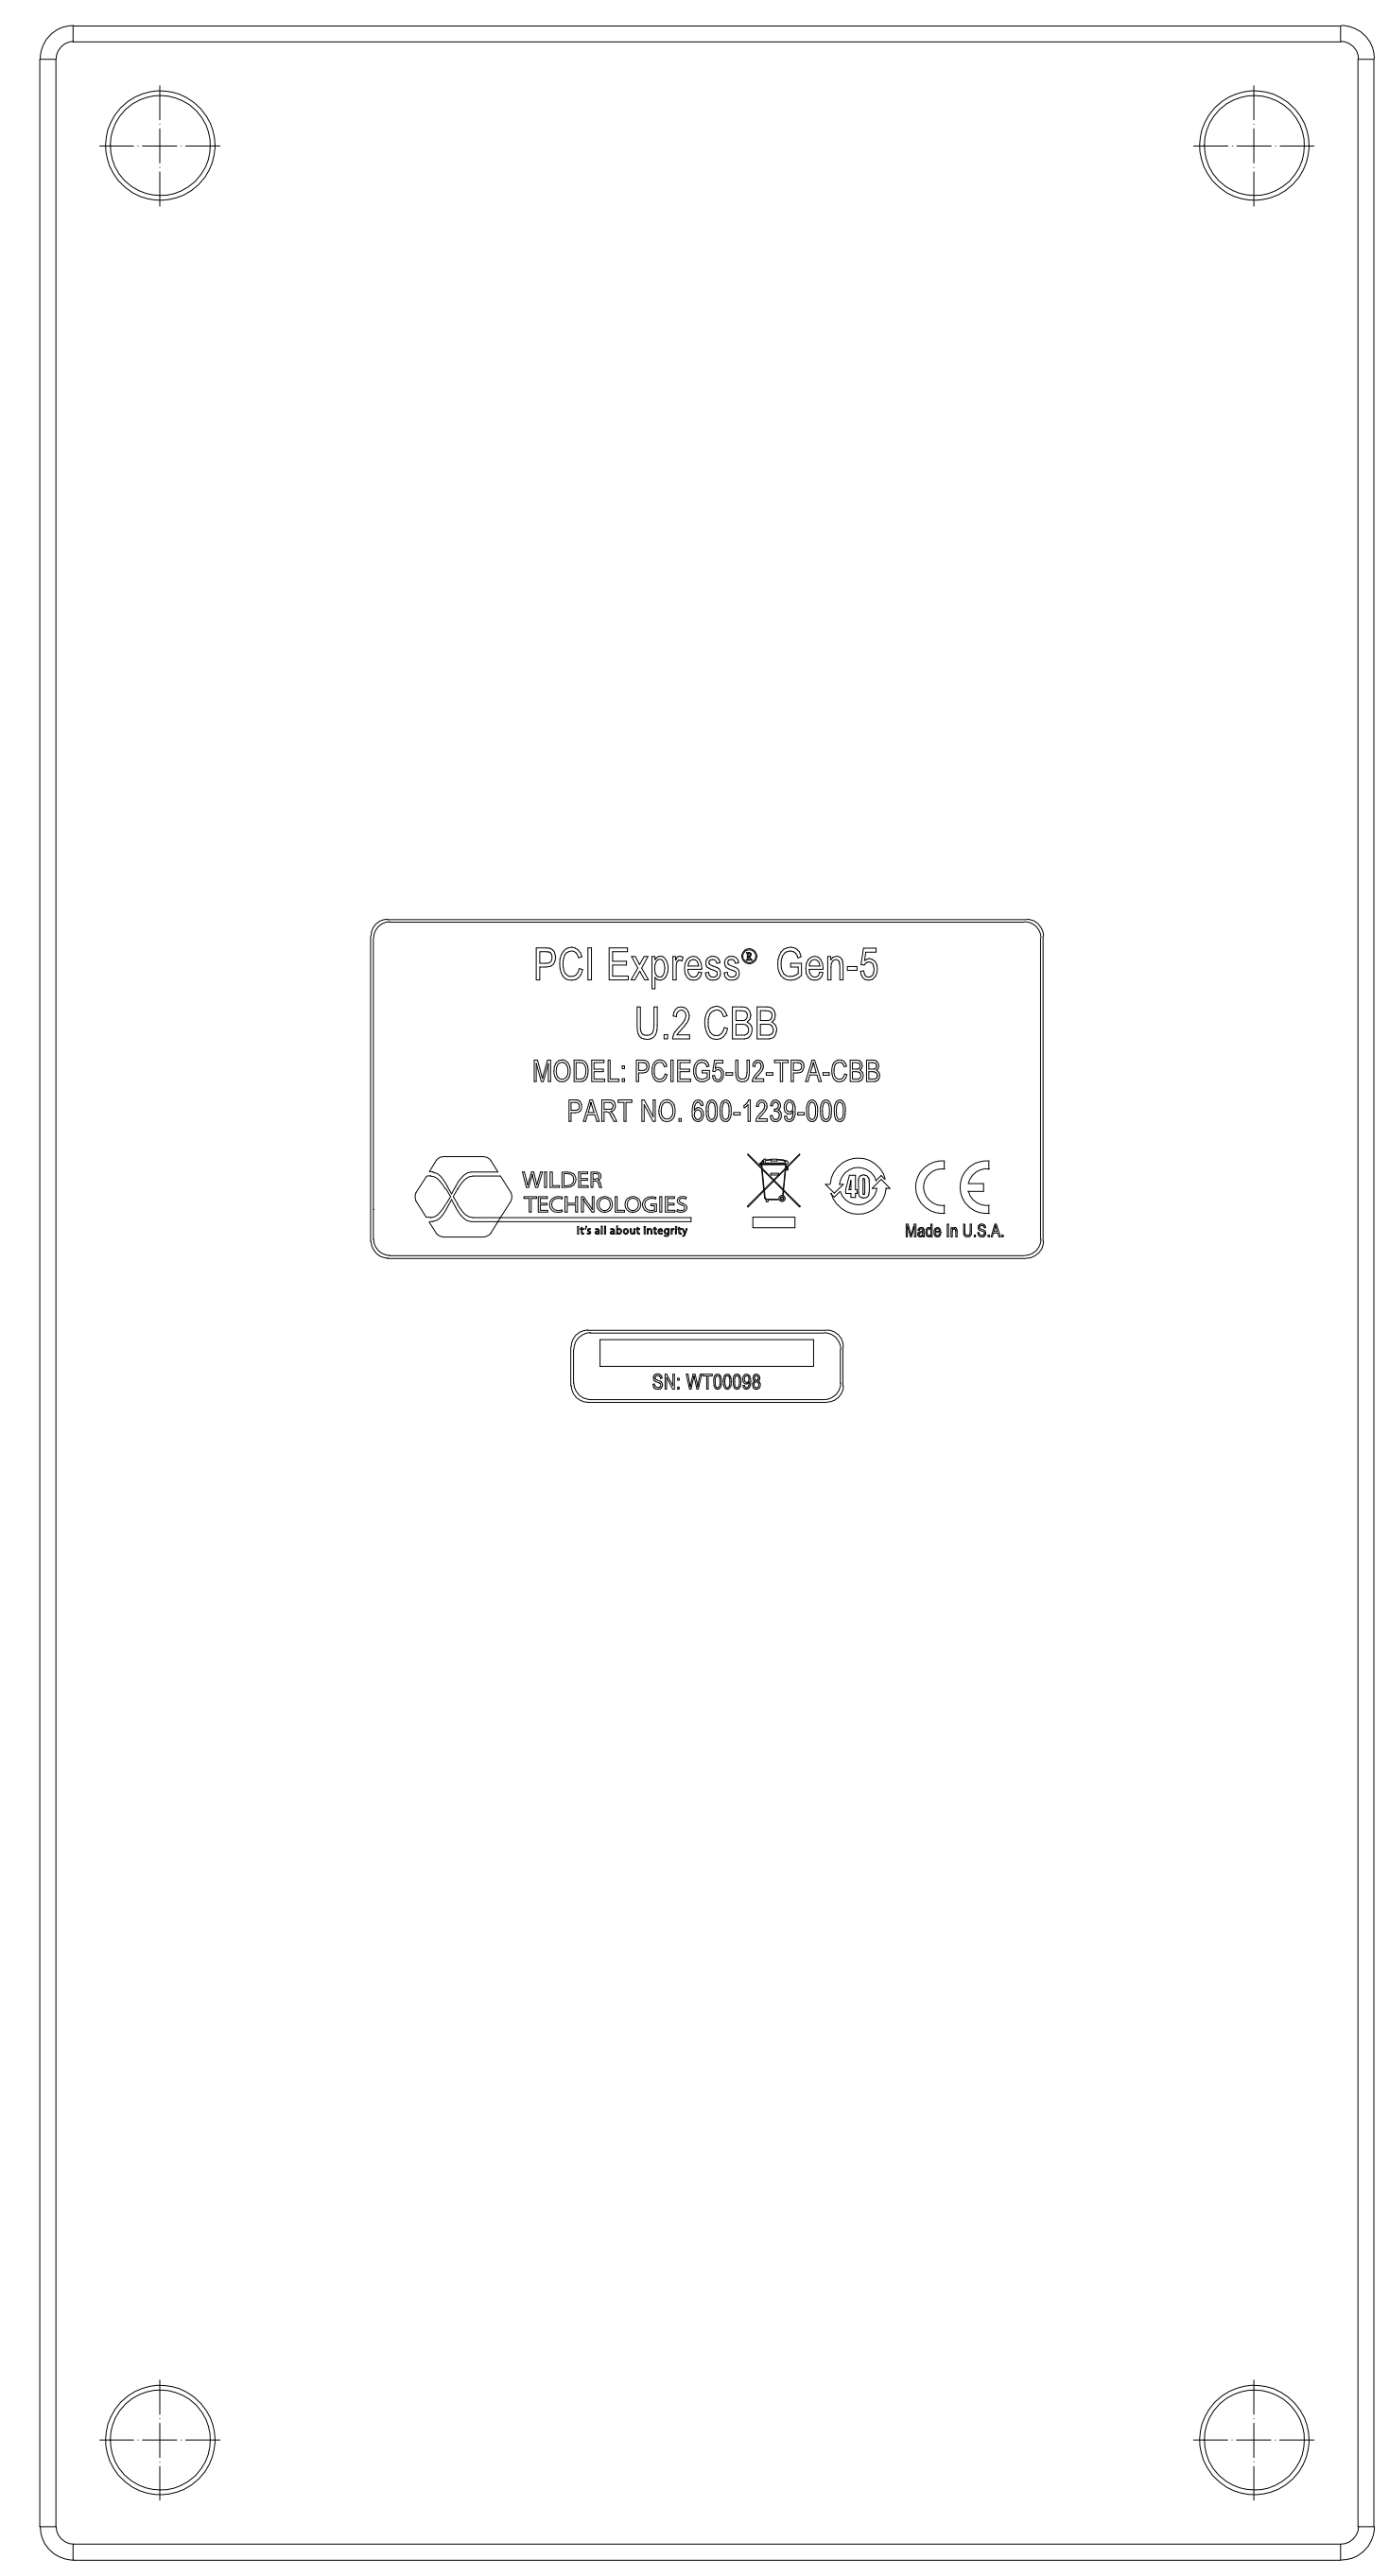 PCI Express® Gen-5
U.2 CBB
MODEL: PCIEG5-U2-TPA-CBB
PART NO. 600-1239-000
WILDER
TECHNOLOGIES
It's all about Integrity
40
CE
Made In U.S.A.
SN: WT00098